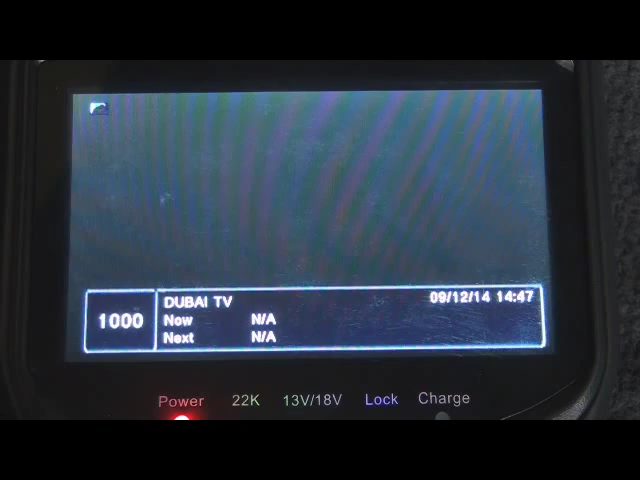 1000
DUBAI TV 09/12/14 14:47
Now N/A
Next N/A
Power 22K 13V/18V Lock Charge